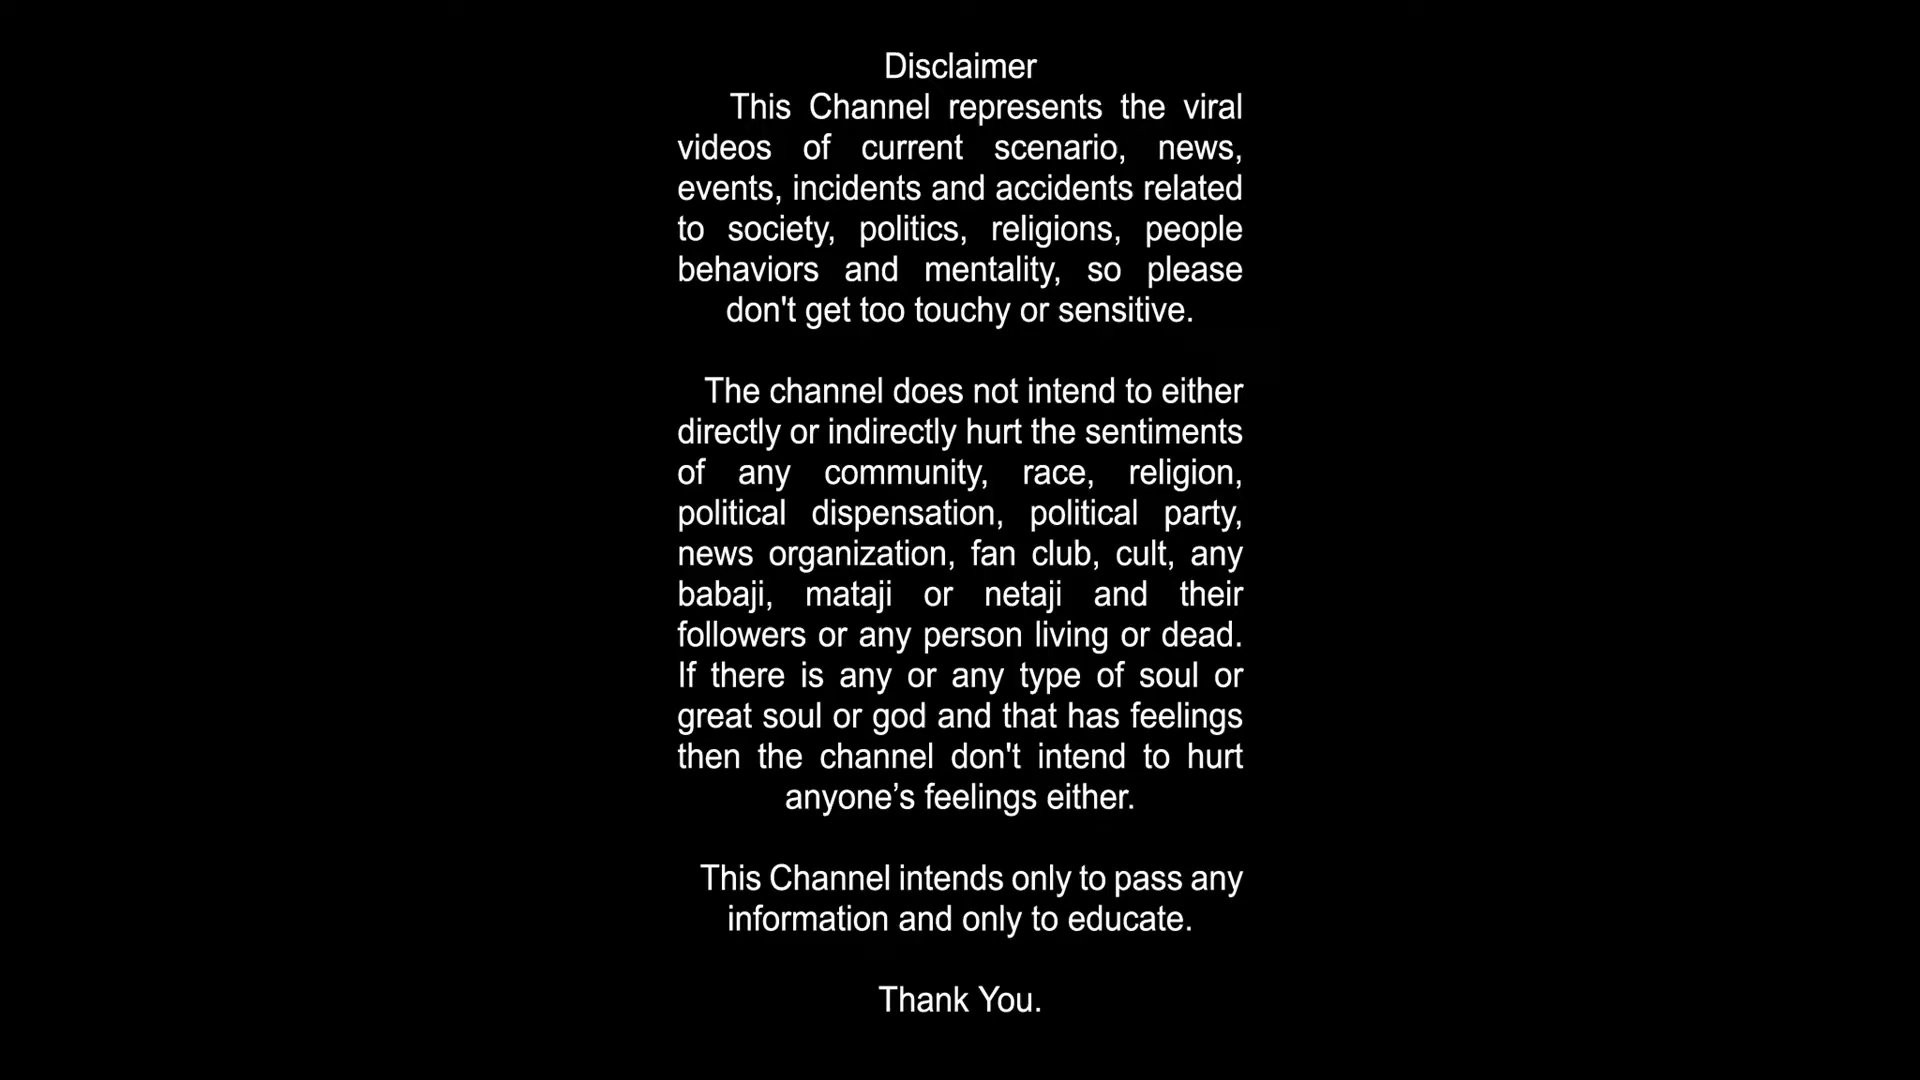 Disclaimer
This Channel represents the viral
videos of current scenario, news,
events, incidents and accidents related
to society, politics, religions, people
behaviors and mentality, so please
don't get too touchy or sensitive.
The channel does not intend to either
directly or indirectly hurt the sentiments
of any community, race, religion,
political dispensation, political party,
news organization, fan club, cult, any
babaji, mataji or netaji and their
followers or any person living or dead.
If there is any or any type of soul or
great soul or god and that has feelings
then the channel don't intend to hurt
anyone’s feelings either.
This Channel intends only to pass any
information and only to educate.
Thank You.